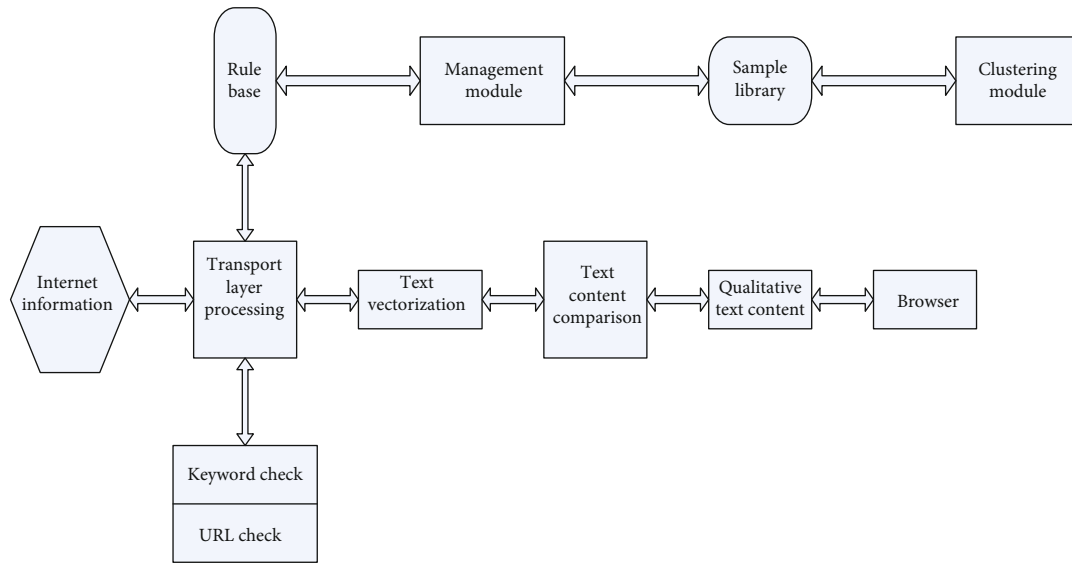 Rule
base
Management
module
Sample
library
Clustering
module
Internet
information
Transport
layer
processing
Text
vectorization
Text
content
comparison
Qualitative
text content
Browser
Keyword check
URL check